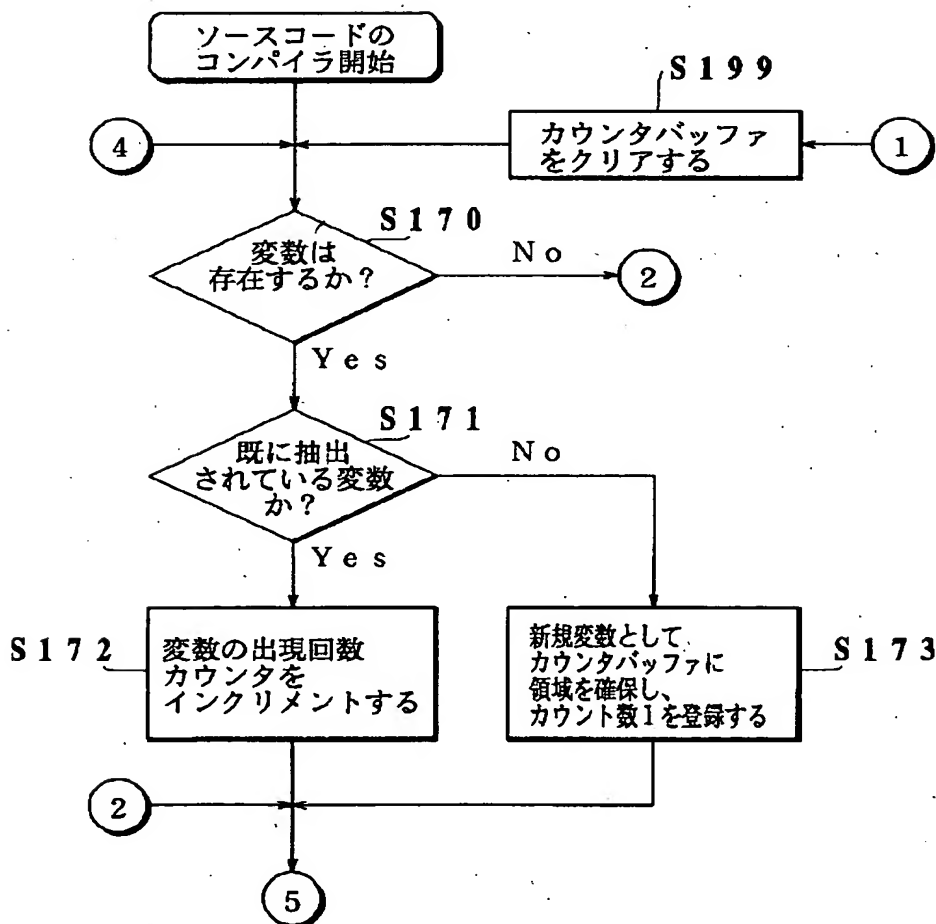 ソースコードの
コンパイラ開始
S199
4
カウンタバッファ
をクリアする
1
S170
変数は
存在するか？
No
2
Yes
S171
既に抽出
されている変数
か？
No
Yes
S172
変数の出現回数
カウンタを
インクリメントする
新規変数として
カウンタバッファに
領域を確保し、
カウント数1を登録する
S173
2
5